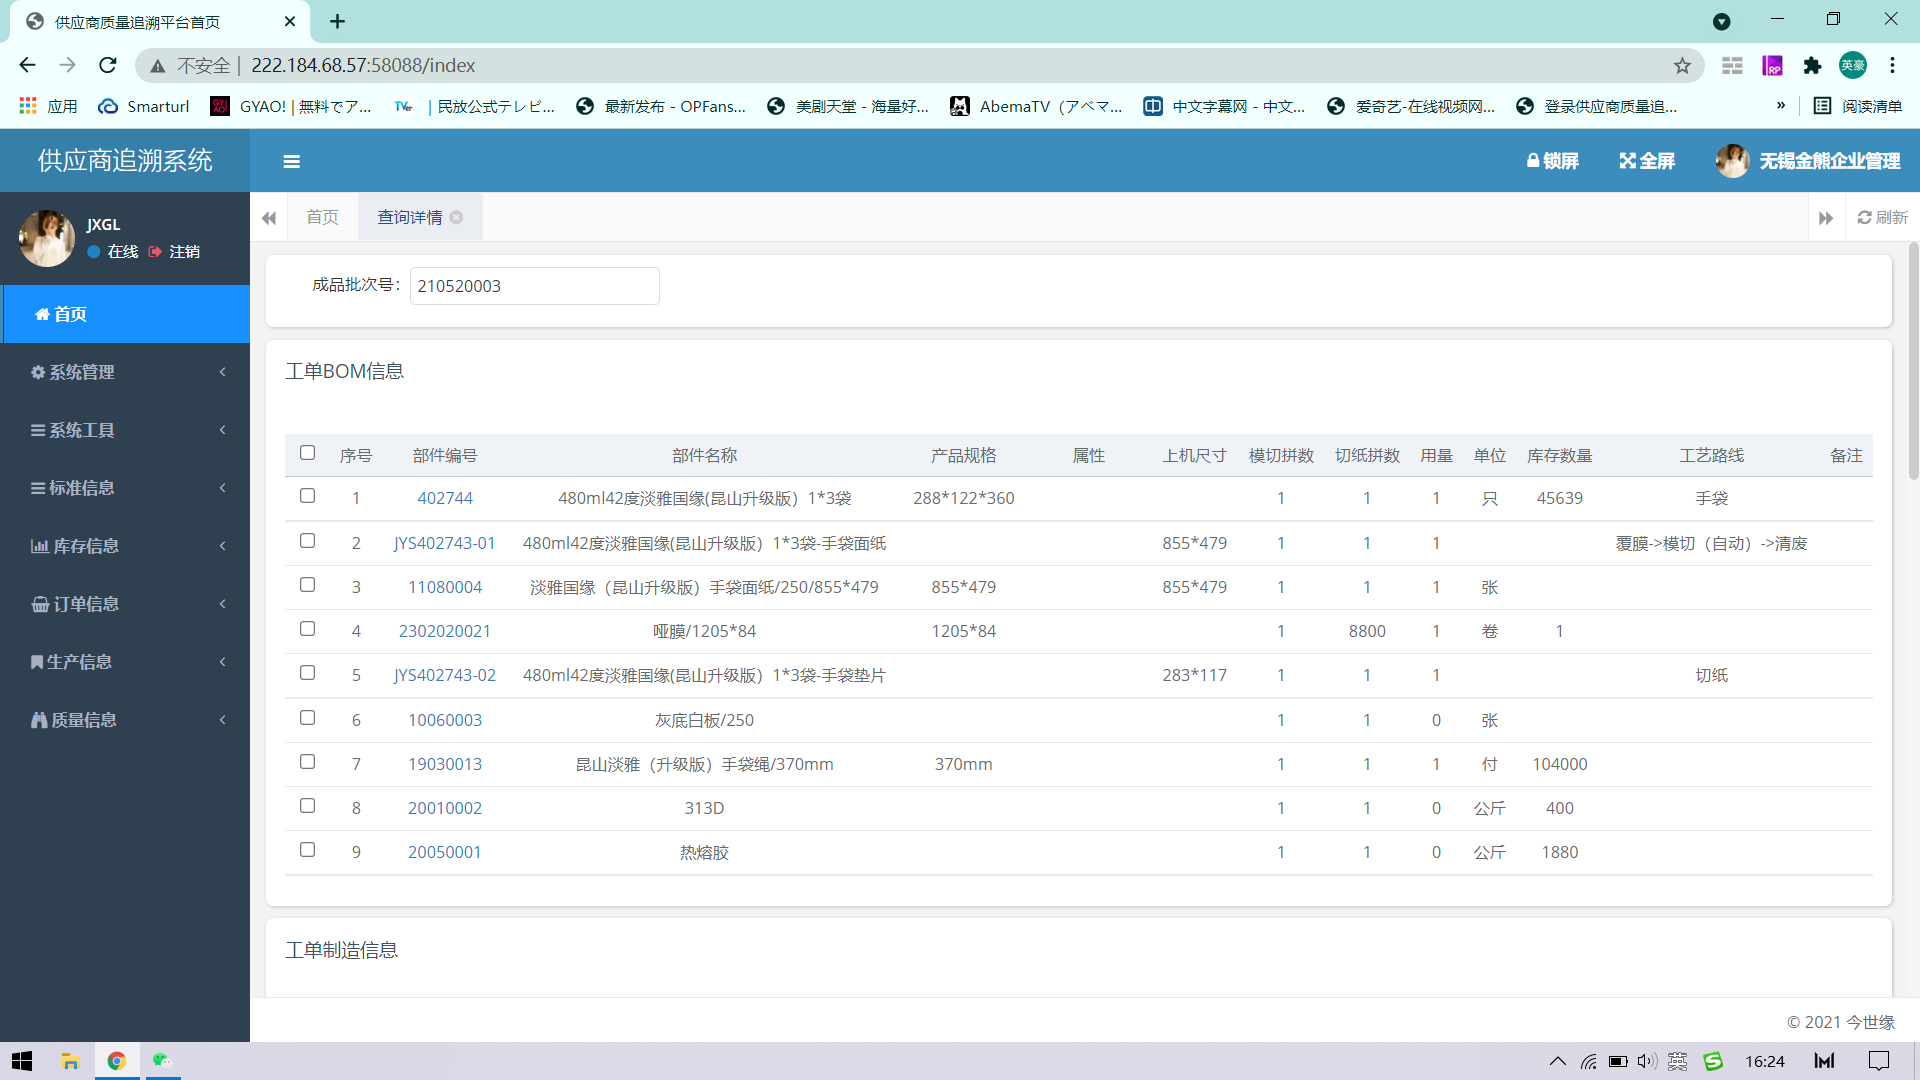 供应商质量追溯平台首页
不安全 | 222.184.68.57:58088/index
英豪
应用 Smarturl GYAO! | 無料でア... | 民放公式テレビ... 最新发布 - OPFans... 美剧天堂 - 海量好... AbemaTV（アベマ... 中文字幕网 - 中文... 爱奇艺-在线视频网... 登录供应商质量追... » 阅读清单
供应商追溯系统 锁屏 全屏 无锡金熊企业管理
JXGL
在线 注销
首页 查询详情 刷新
首页
系统管理
系统工具
标准信息
库存信息
订单信息
生产信息
质量信息
成品批次号： 210520003
工单BOM信息
序号 部件编号 部件名称 产品规格 属性 上机尺寸 模切拼数 切纸拼数 用量 单位 库存数量 工艺路线 备注
1 402744 480ml42度淡雅国缘(昆山升级版）1*3袋 288*122*360 1 1 1 只 45639 手袋
2 JYS402743-01 480ml42度淡雅国缘(昆山升级版）1*3袋-手袋面纸 855*479 1 1 1 覆膜->模切（自动）->清废
3 11080004 淡雅国缘（昆山升级版）手袋面纸/250/855*479 855*479 855*479 1 1 1 张
4 2302020021 哑膜/1205*84 1205*84 1 8800 1 卷 1
5 JYS402743-02 480ml42度淡雅国缘(昆山升级版）1*3袋-手袋垫片 283*117 1 1 1 切纸
6 10060003 灰底白板/250 1 1 0 张
7 19030013 昆山淡雅（升级版）手袋绳/370mm 370mm 1 1 1 付 104000
8 20010002 313D 1 1 0 公斤 400
9 20050001 热熔胶 1 1 0 公斤 1880
工单制造信息
© 2021 今世缘
英 16:24